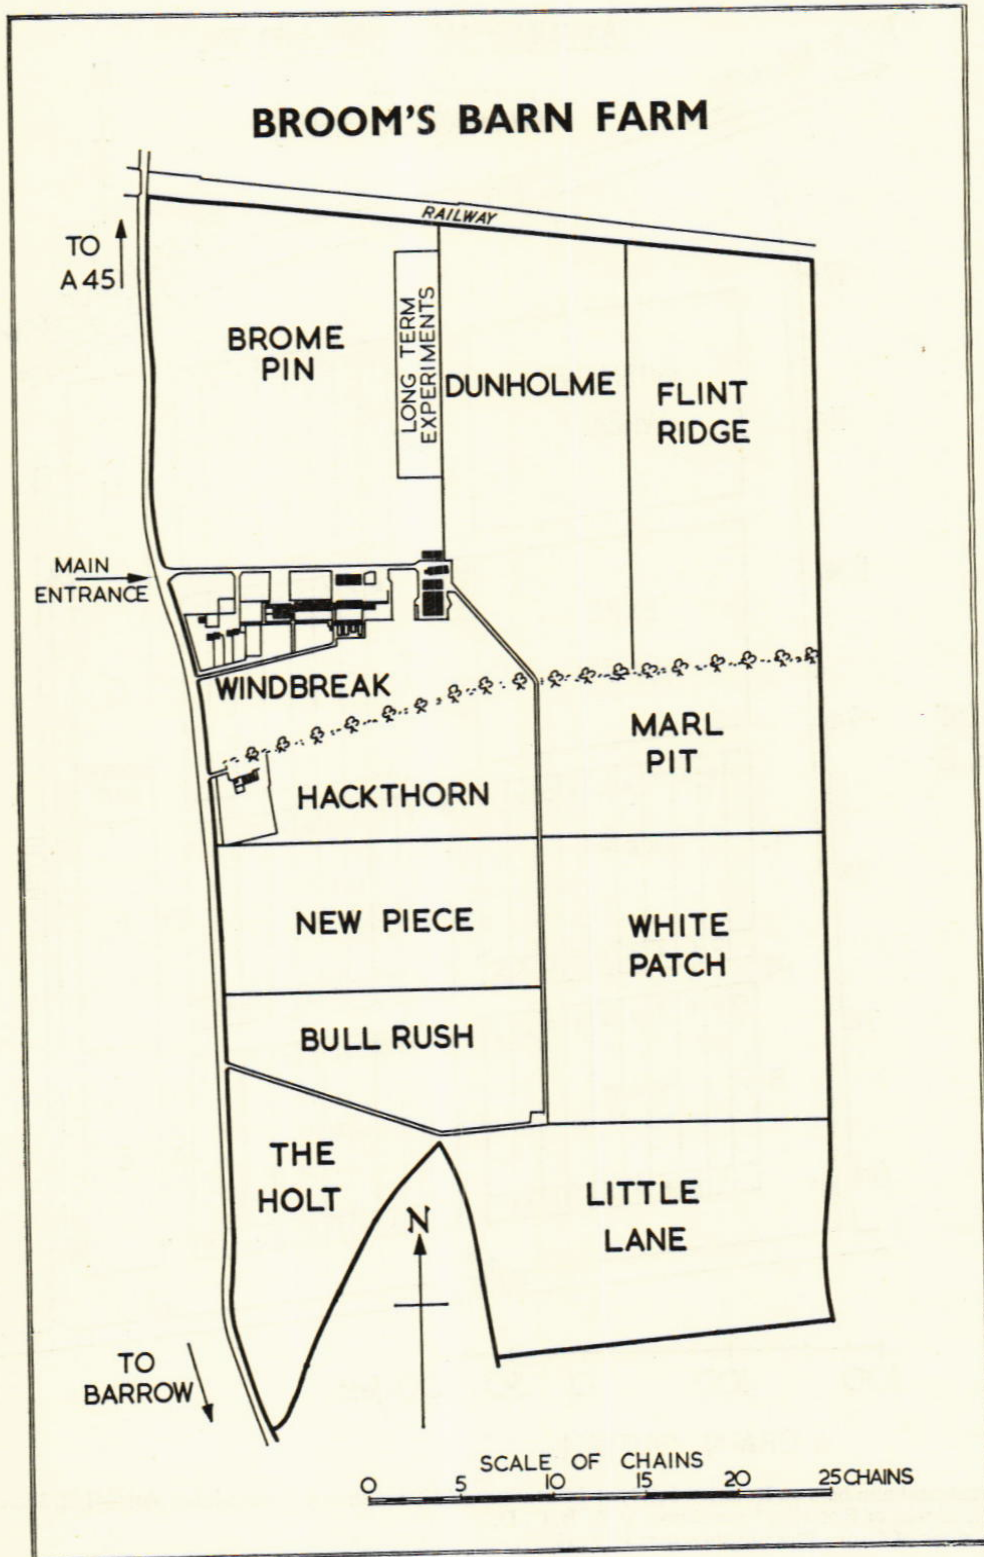 BROOM'S BARN FARM
RAILWAY
TO
A45
BROME
PIN
LONG TERM
EXPERIMENTS
DUNHOLME
FLINT
RIDGE
MAIN
ENTRANCE
WINDBREAK
MARL
PIT
HACKTHORN
NEW PIECE
WHITE
PATCH
BULL RUSH
THE
HOLT
LITTLE
LANE
N
TO
BARROW
SCALE OF CHAINS
0 5 10 15 20 25 CHAINS